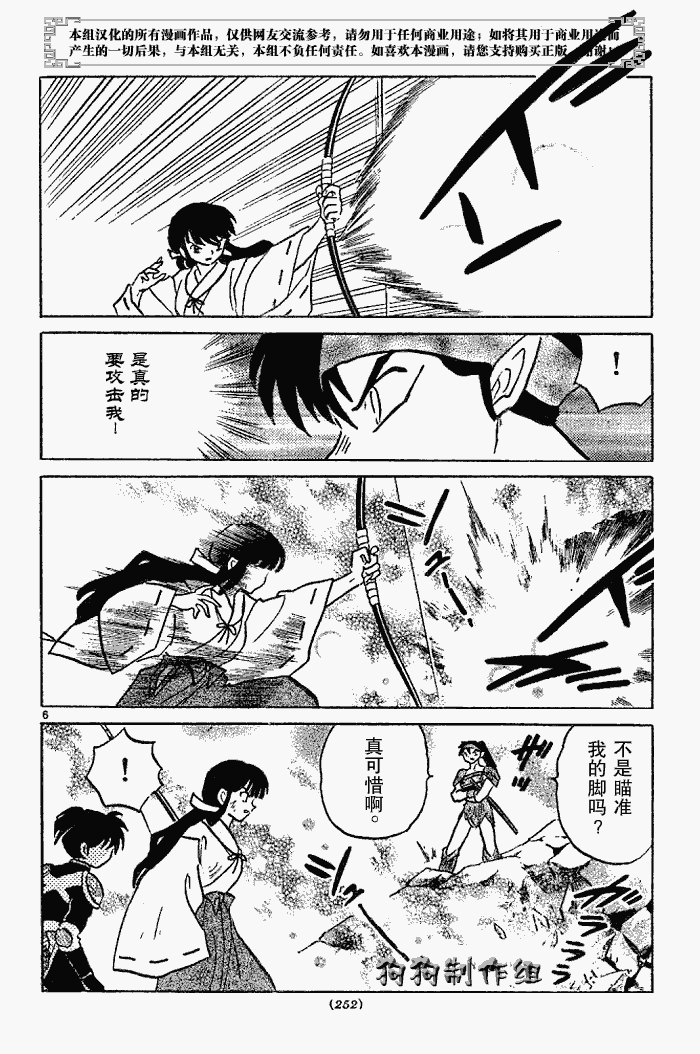 本组汉化的所有漫画作品，仅供网友交流参考，请勿用于任何商业用途；如将其用于商业用途而
产生的一切后果，与本组无关，本组不负任何责任。如喜欢本漫画，请您支持购买正版，谢谢！
！
是真的
要攻击我！
6
不是瞄准
我的脚吗？
真可惜啊。
！
狗狗制作组
(252)